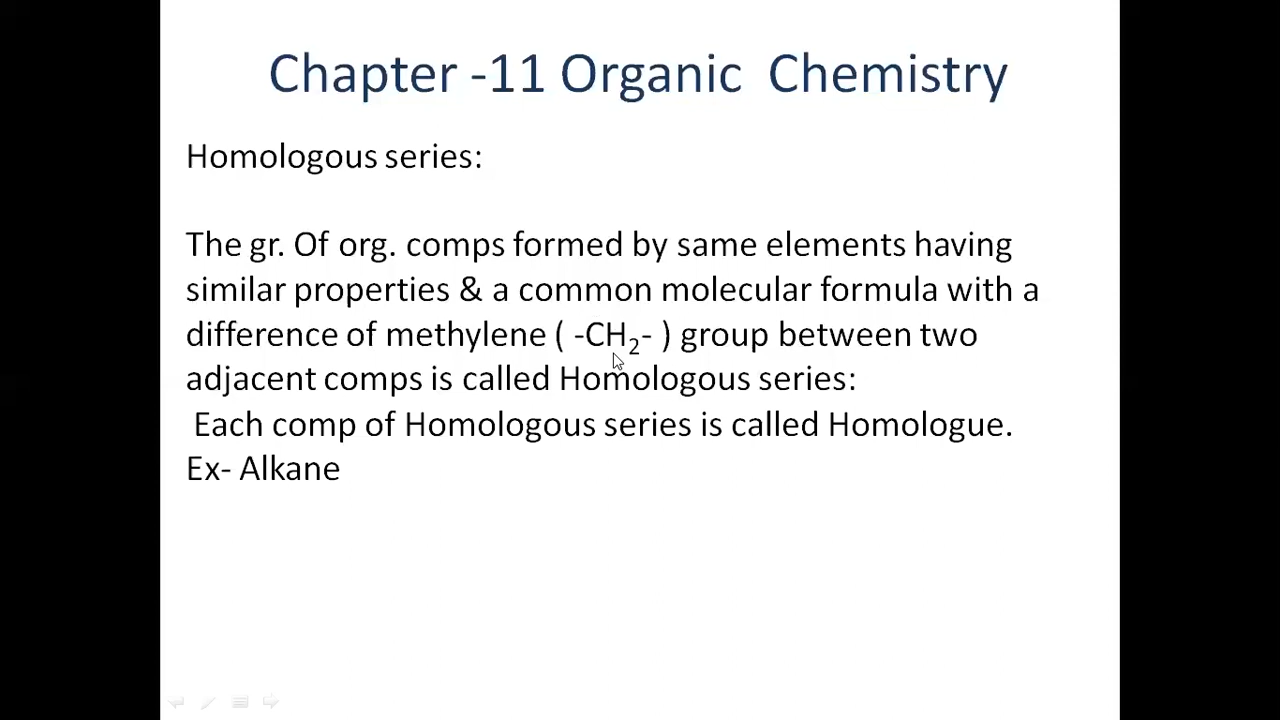 Chapter -11 Organic Chemistry
Homologous series:
The gr. Of org. comps formed by same elements having
similar properties & a common molecular formula with a
difference of methylene ( -CH₂- ) group between two
adjacent comps is called Homologous series:
Each comp of Homologous series is called Homologue.
Ex- Alkane